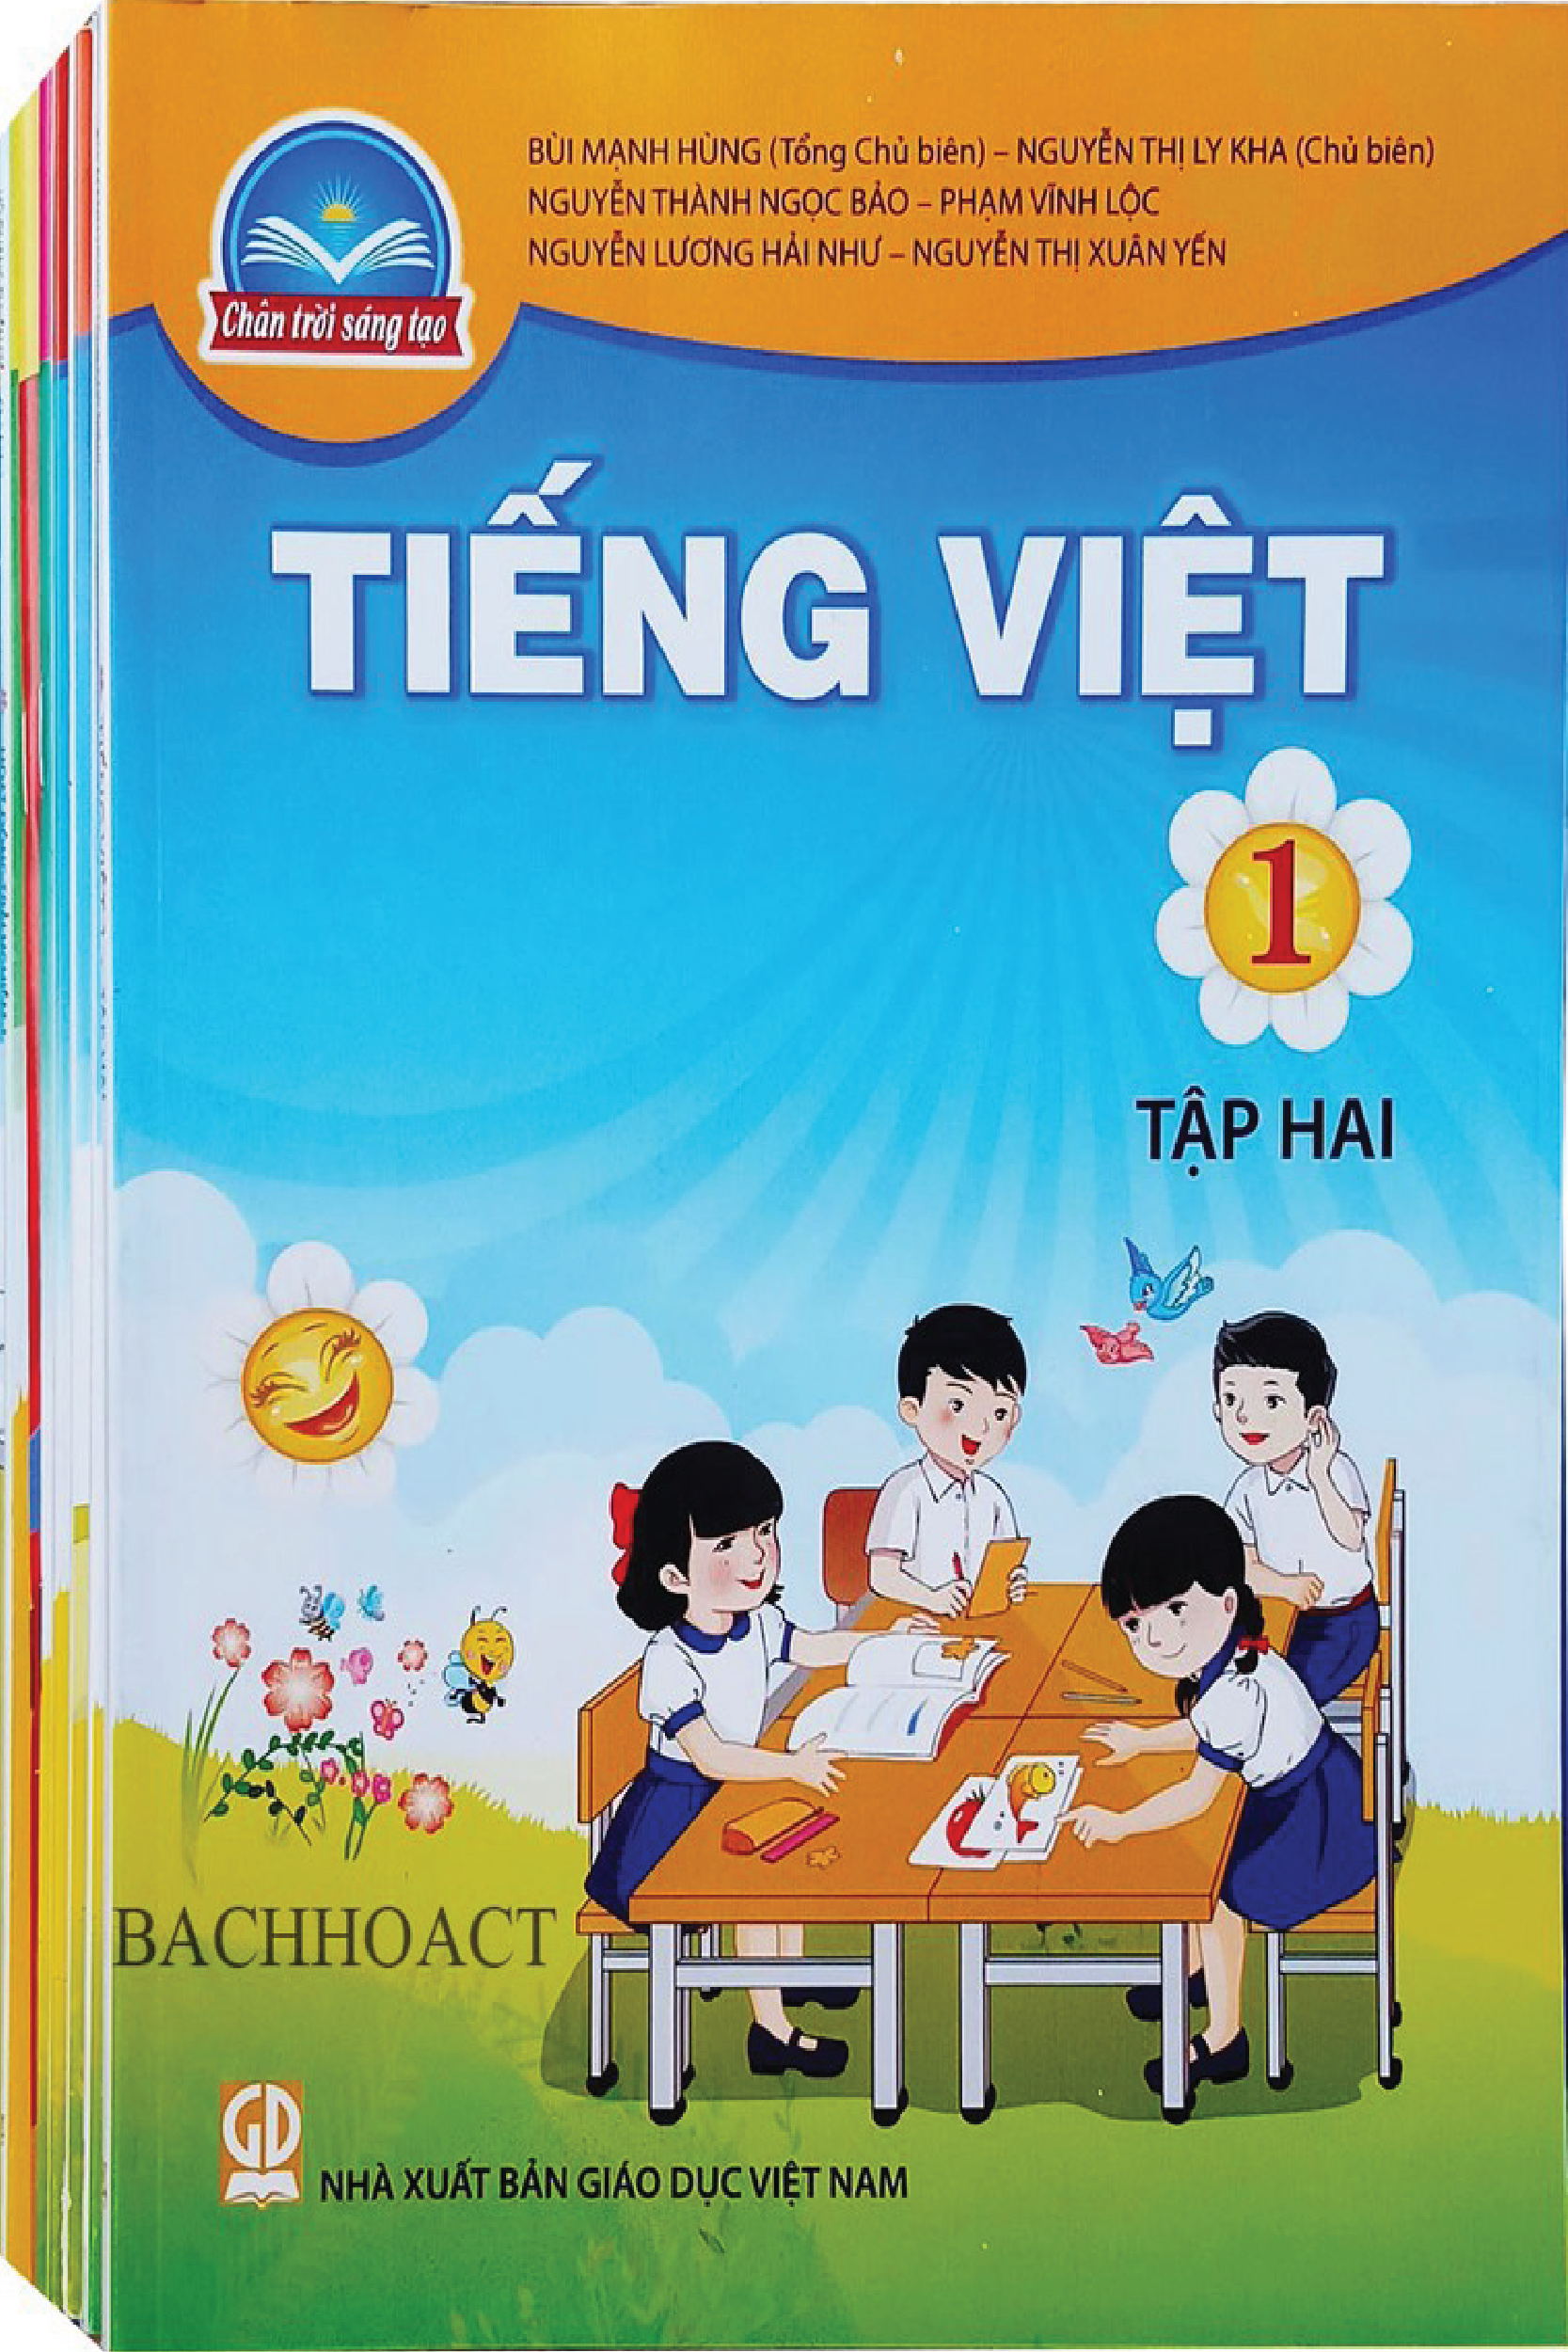 BÙI MẠNH HÙNG (Tổng Chủ biên) – NGUYỄN THỊ LY KHA (Chủ biên)
NGUYỄN THÀNH NGỌC BẢO – PHẠM VĨNH LỘC
NGUYỄN LƯƠNG HẢI NHƯ – NGUYỄN THỊ XUÂN YẾN
Chân trời sáng tạo
TIẾNG VIỆT
1
TẬP HAI
BACHHOACT
GD
NHÀ XUẤT BẢN GIÁO DỤC VIỆT NAM